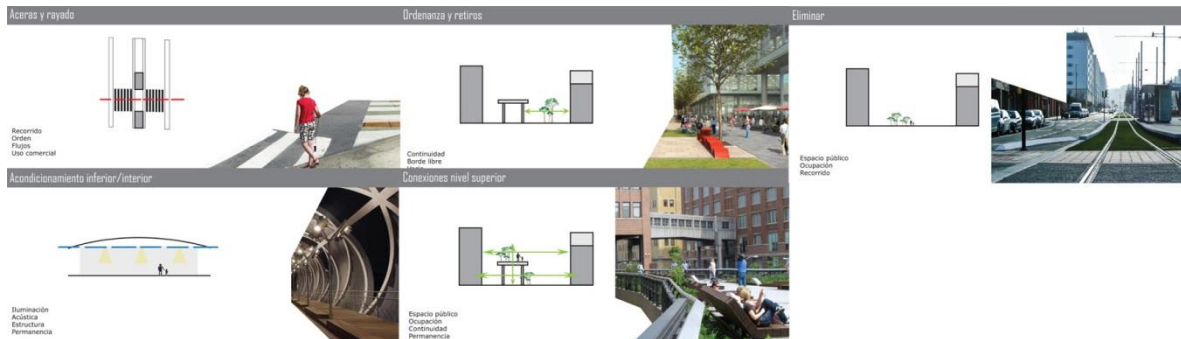 Aceras y rayado
Recorrido
Orden
Flujos
Uso comercial
Ordenanza y retiros
Continuidad
Borde libre
Eliminar
Espacio público
Ocupación
Recorrido
Acondicionamiento inferior/interior
Iluminación
Acústica
Estructura
Permanencia
Conexiones nivel superior
Espacio público
Ocupación
Continuidad
Permanencia